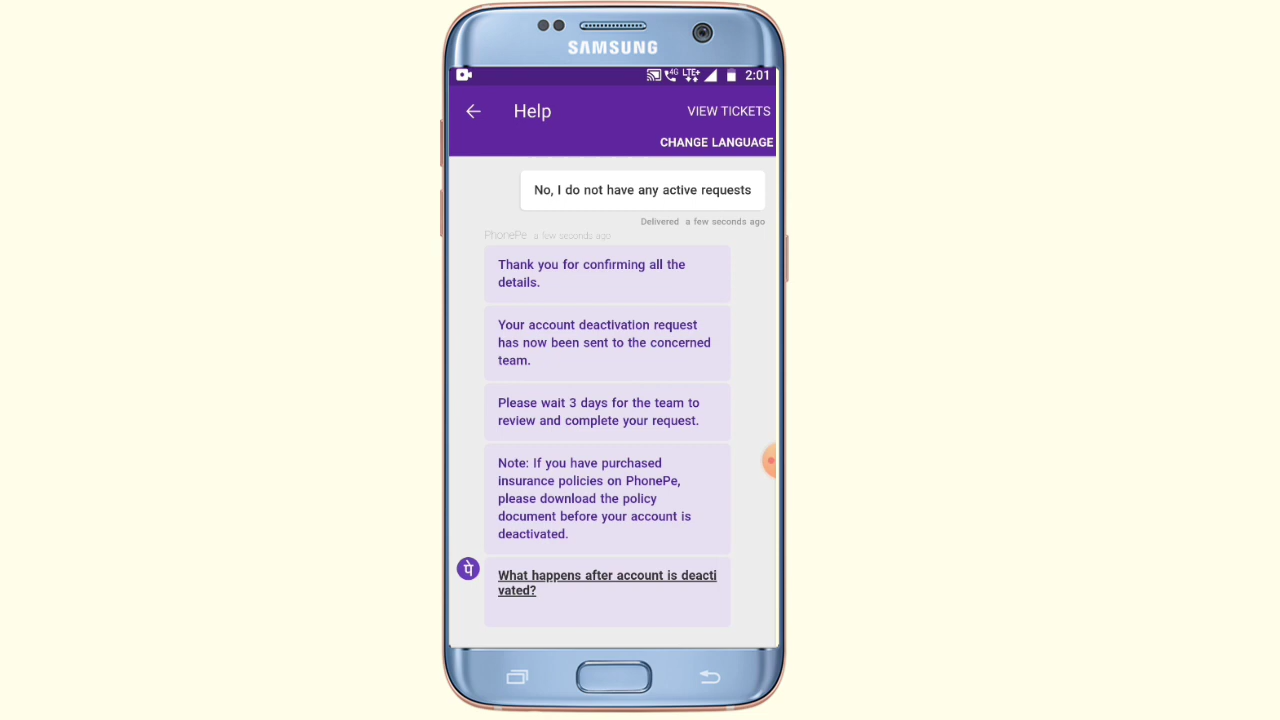 SAMSUNG
4G LTE+ 2:01
Help VIEW TICKETS
CHANGE LANGUAGE
No, I do not have any active requests
Delivered a few seconds ago
PhonePe a few seconds ago
Thank you for confirming all the
details.
Your account deactivation request
has now been sent to the concerned
team.
Please wait 3 days for the team to
review and complete your request.
Note: If you have purchased
insurance policies on PhonePe,
please download the policy
document before your account is
deactivated.
पे
What happens after account is deacti
vated?